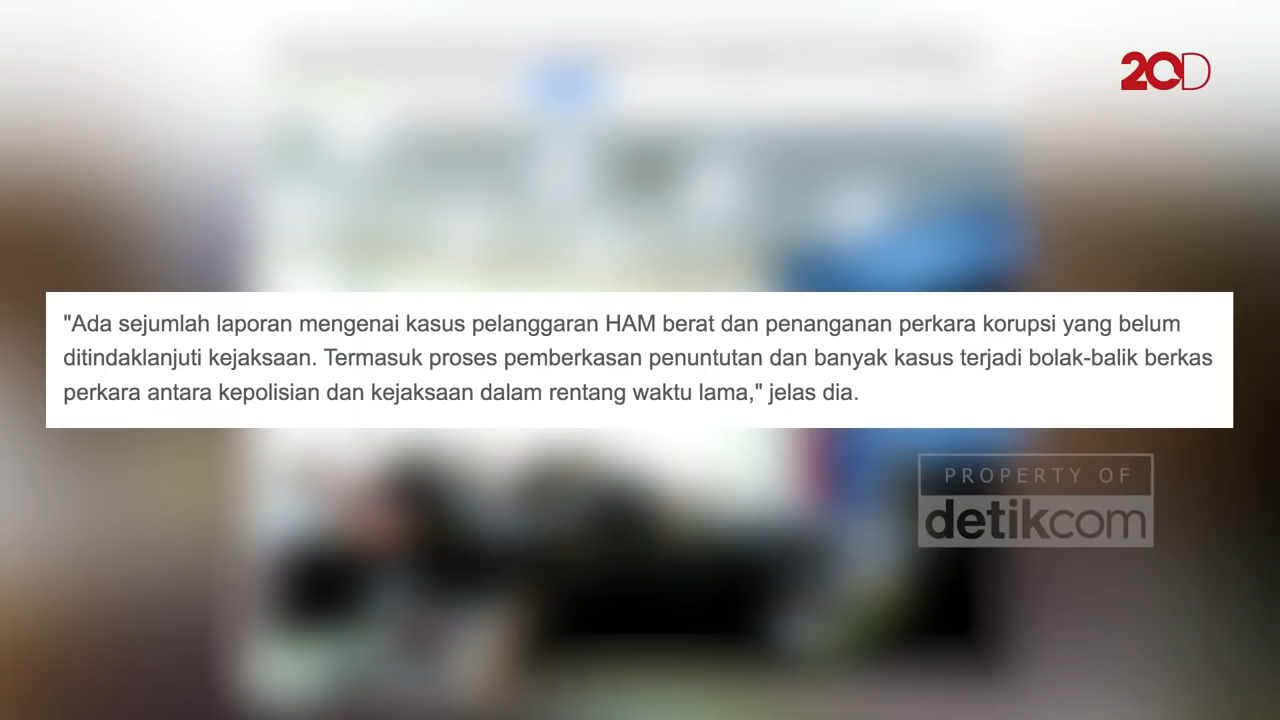 20D
"Ada sejumlah laporan mengenai kasus pelanggaran HAM berat dan penanganan perkara korupsi yang belum
ditindaklanjuti kejaksaan. Termasuk proses pemberkasan penuntutan dan banyak kasus terjadi bolak-balik berkas
perkara antara kepolisian dan kejaksaan dalam rentang waktu lama," jelas dia.
PROPERTY OF
detikcom